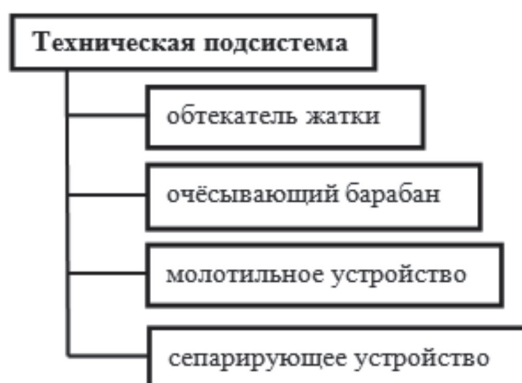 Техническая подсистема
обтекатель жатки
очёсывающий барабан
молотильное устройство
сепарирующее устройство